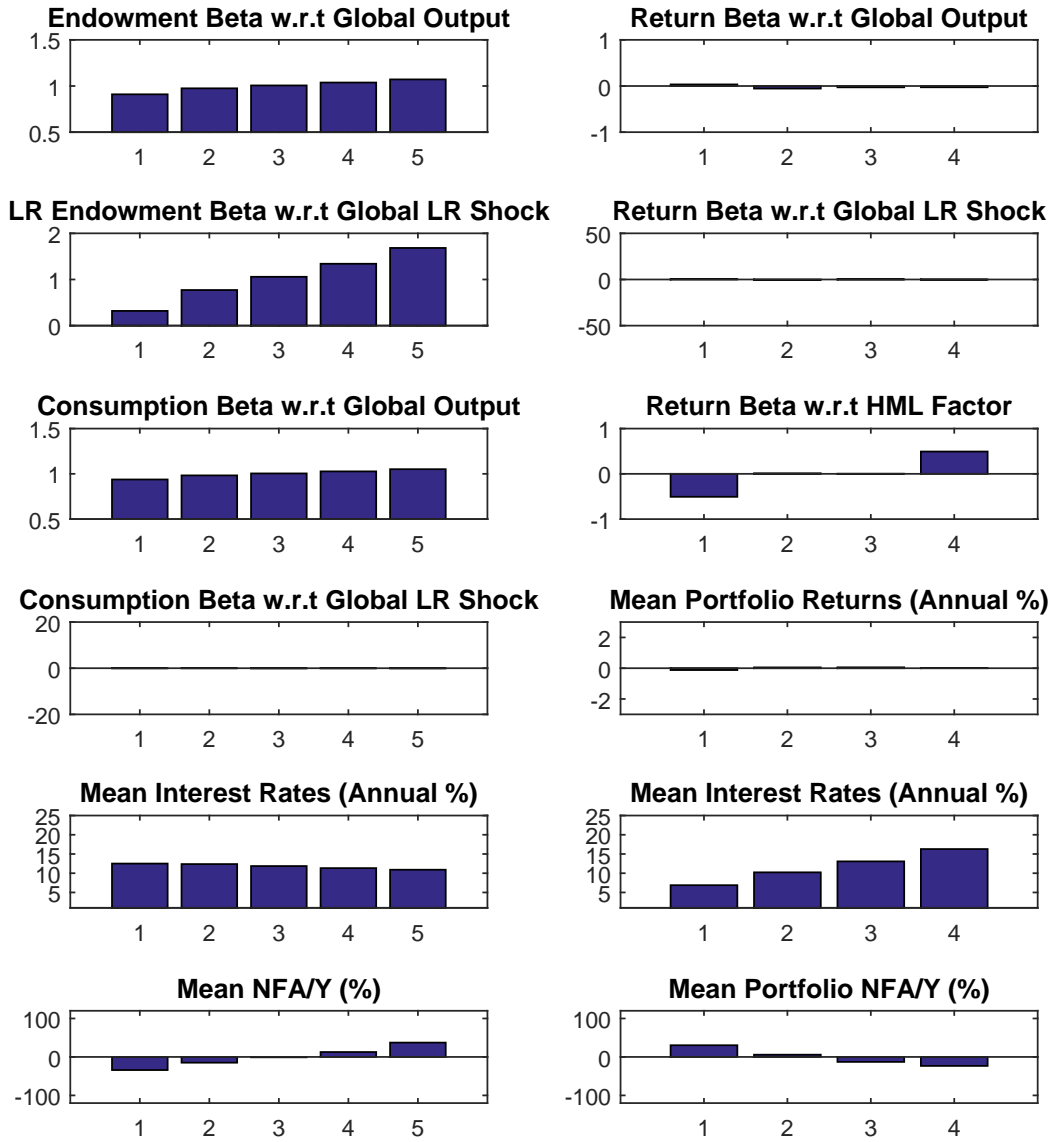 Endowment Beta w.r.t Global Output
1.5
1
0.5
1 2 3 4 5
Return Beta w.r.t Global Output
1
0
-1
1 2 3 4
LR Endowment Beta w.r.t Global LR Shock
2
1
0
1 2 3 4 5
Return Beta w.r.t Global LR Shock
50
0
-50
1 2 3 4
Consumption Beta w.r.t Global Output
1.5
1
0.5
1 2 3 4 5
Return Beta w.r.t HML Factor
1
0
-1
1 2 3 4
Consumption Beta w.r.t Global LR Shock
20
0
-20
1 2 3 4 5
Mean Portfolio Returns (Annual %)
2
0
-2
1 2 3 4
Mean Interest Rates (Annual %)
25
20
15
10
5
1 2 3 4 5
Mean Interest Rates (Annual %)
25
20
15
10
5
1 2 3 4
Mean NFA/Y (%)
100
0
-100
1 2 3 4 5
Mean Portfolio NFA/Y (%)
100
0
-100
1 2 3 4